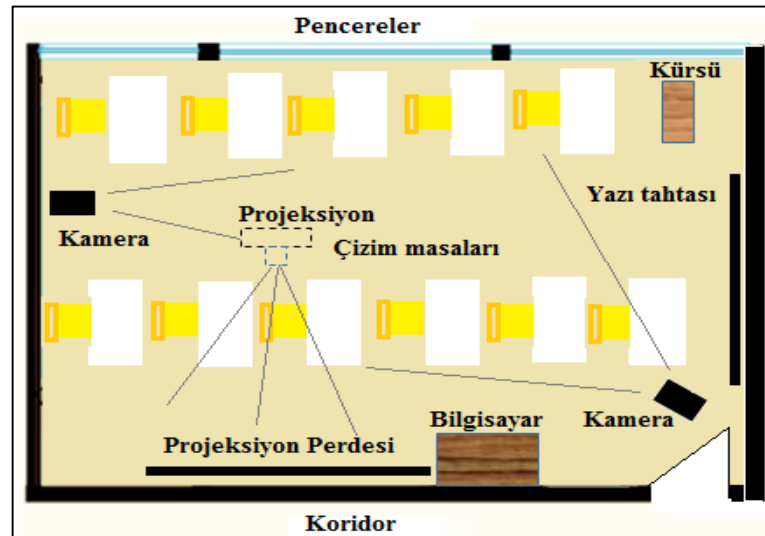 Pencereler
Kürsü
Yazı tahtası
Projeksiyon
Kamera
Çizim masaları
Bilgisayar
Kamera
Projeksiyon Perdesi
Koridor